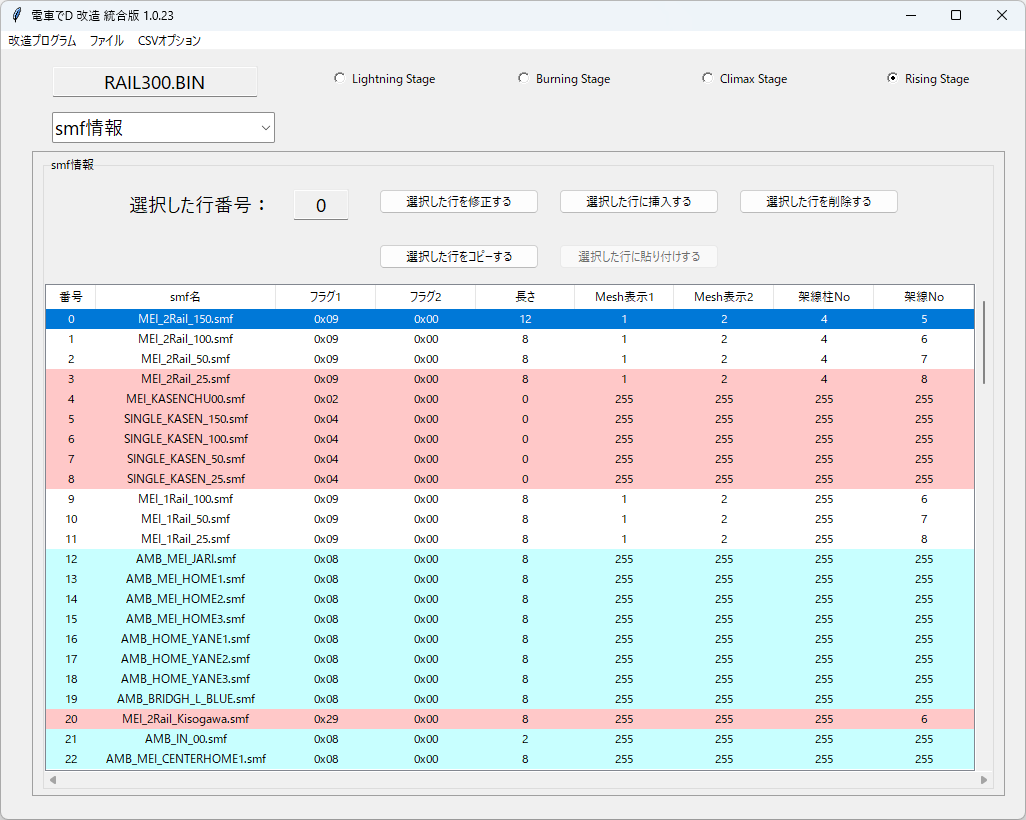 電車でD 改造 統合版 1.0.23
改造プログラム ファイル CSVオプション
RAIL300.BIN Lightning Stage Burning Stage Climax Stage Rising Stage
smf情報
smf情報
選択した行番号： 0 選択した行を修正する 選択した行に挿入する 選択した行を削除する
選択した行をコピーする 選択した行に貼り付けする
番号 smf名 フラグ1 フラグ2 長さ Mesh表示1 Mesh表示2 架線柱No 架線No
0 MEI_2Rail_150.smf 0x09 0x00 12 1 2 4 5
1 MEI_2Rail_100.smf 0x09 0x00 8 1 2 4 6
2 MEI_2Rail_50.smf 0x09 0x00 8 1 2 4 7
3 MEI_2Rail_25.smf 0x09 0x00 8 1 2 4 8
4 MEI_KASENCHU00.smf 0x02 0x00 0 255 255 255 255
5 SINGLE_KASEN_150.smf 0x04 0x00 0 255 255 255 255
6 SINGLE_KASEN_100.smf 0x04 0x00 0 255 255 255 255
7 SINGLE_KASEN_50.smf 0x04 0x00 0 255 255 255 255
8 SINGLE_KASEN_25.smf 0x04 0x00 0 255 255 255 255
9 MEI_1Rail_100.smf 0x09 0x00 8 1 2 255 6
10 MEI_1Rail_50.smf 0x09 0x00 8 1 2 255 7
11 MEI_1Rail_25.smf 0x09 0x00 8 1 2 255 8
12 AMB_MEI_JARI.smf 0x08 0x00 8 255 255 255 255
13 AMB_MEI_HOME1.smf 0x08 0x00 8 255 255 255 255
14 AMB_MEI_HOME2.smf 0x08 0x00 8 255 255 255 255
15 AMB_MEI_HOME3.smf 0x08 0x00 8 255 255 255 255
16 AMB_HOME_YANE1.smf 0x08 0x00 8 255 255 255 255
17 AMB_HOME_YANE2.smf 0x08 0x00 8 255 255 255 255
18 AMB_HOME_YANE3.smf 0x08 0x00 8 255 255 255 255
19 AMB_BRIDGH_L_BLUE.smf 0x08 0x00 8 255 255 255 255
20 MEI_2Rail_Kisogawa.smf 0x29 0x00 8 255 255 255 6
21 AMB_IN_00.smf 0x08 0x00 2 255 255 255 255
22 AMB_MEI_CENTERHOME1.smf 0x08 0x00 8 255 255 255 255